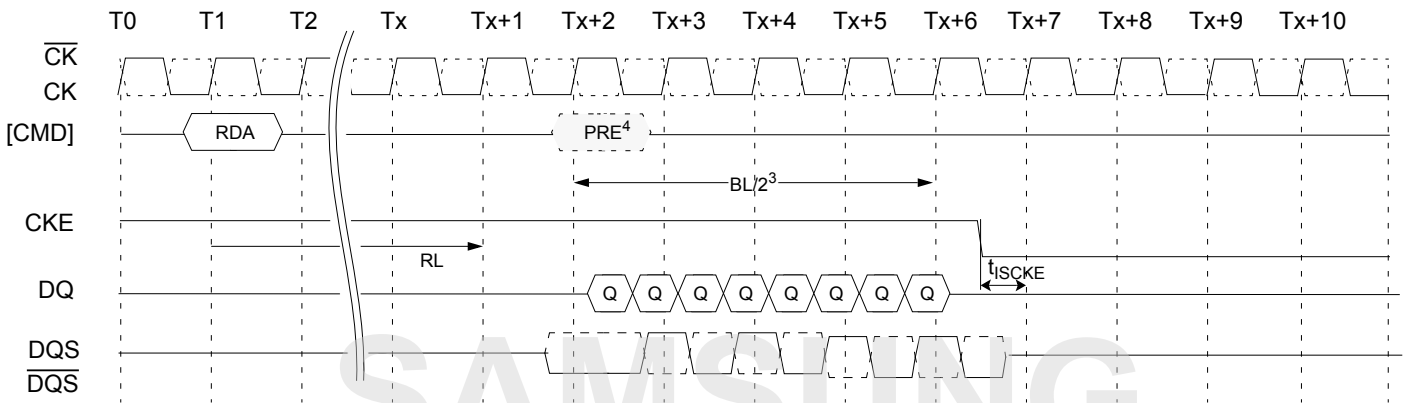 T0 T1 T2 Tx Tx+1 Tx+2 Tx+3 Tx+4 Tx+5 Tx+6 Tx+7 Tx+8 Tx+9 Tx+10
CK
CK
[CMD] RDA PRE4
BL/23
CKE
RL
tISCKE
DQ Q Q Q Q Q Q Q Q
DQS
DQS
SAMSUNG